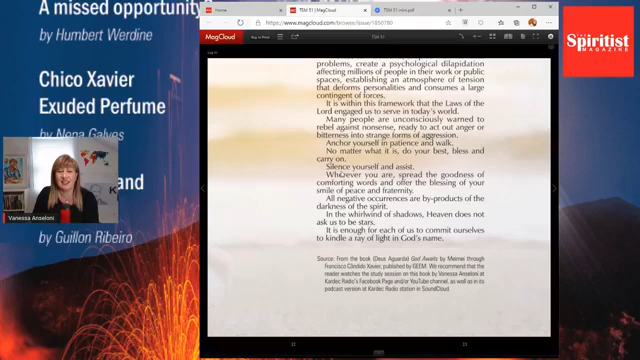 A missed opportunity
by Humbert Werdine
Chico Xavier
Exuded Perfume
by Nena Galves
and
by Guillon Ribeiro
Vanessa Anseloni
Home
TSM 51 | MagCloud
TSM 51 mini.pdf
https://www.magcloud.com/browse/issue/1850780
MagCloud
Buy in Print
TSM 51
Log In
problems, create a psychological dilapidation
affecting millions of people in their work or public
spaces, establishing an atmosphere of tension
that deforms personalities and consumes a large
contingent of forces.
It is within this framework that the Laws of the
Lord engaged us to serve in today's world.
Many people are unconsciously warned to
rebel against nonsense, ready to act out anger or
bitterness into strange forms of aggression.
Anchor yourself in patience and walk.
No matter what it is, do your best, bless and
carry on.
Silence yourself and assist.
Wherever you are, spread the goodness of
comforting words and offer the blessing of your
smile of peace and fraternity.
All negative occurrences are by-products of the
darkness of the spirit.
In the whirlwind of shadows, Heaven does not
ask us to be stars.
It is enough for each of us to commit ourselves
to kindle a ray of light in God's name.
Source: From the book (Deus Aguarda) God Awaits by Meimei through
Francisco Cândido Xavier, published by GEEM. We recommend that the
reader watches the study session on this book by Vanessa Anseloni at
Kardec Radio's Facebook Page and/or YouTube channel, as well as in its
podcast version at Kardec Radio station in SoundCloud.
THE
Spiritist
MAGAZINE